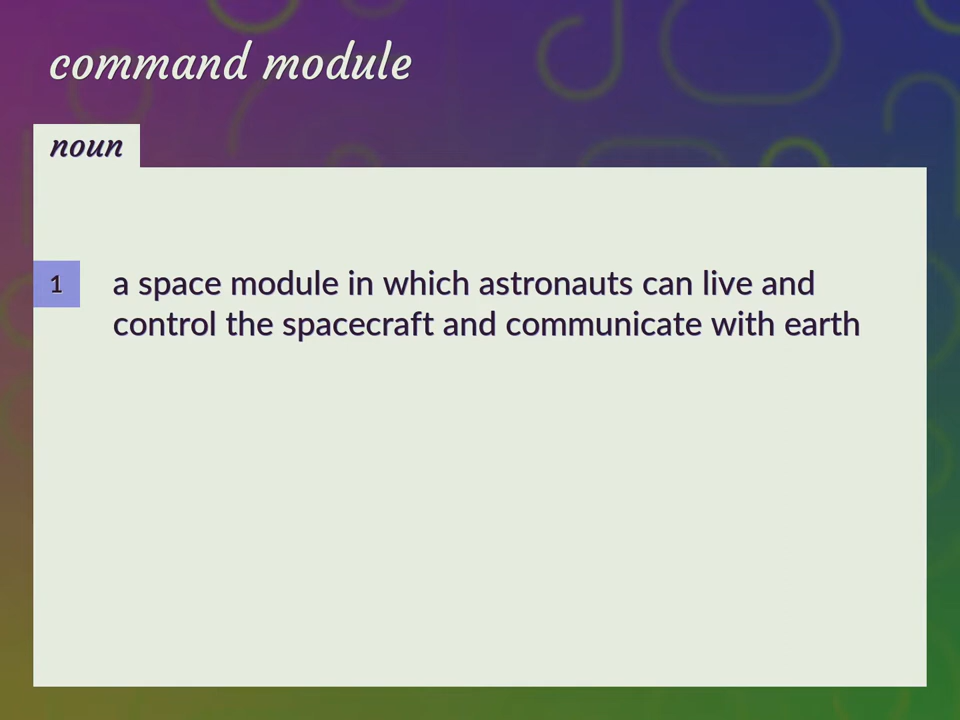 command module
noun
1
a space module in which astronauts can live and
control the spacecraft and communicate with earth